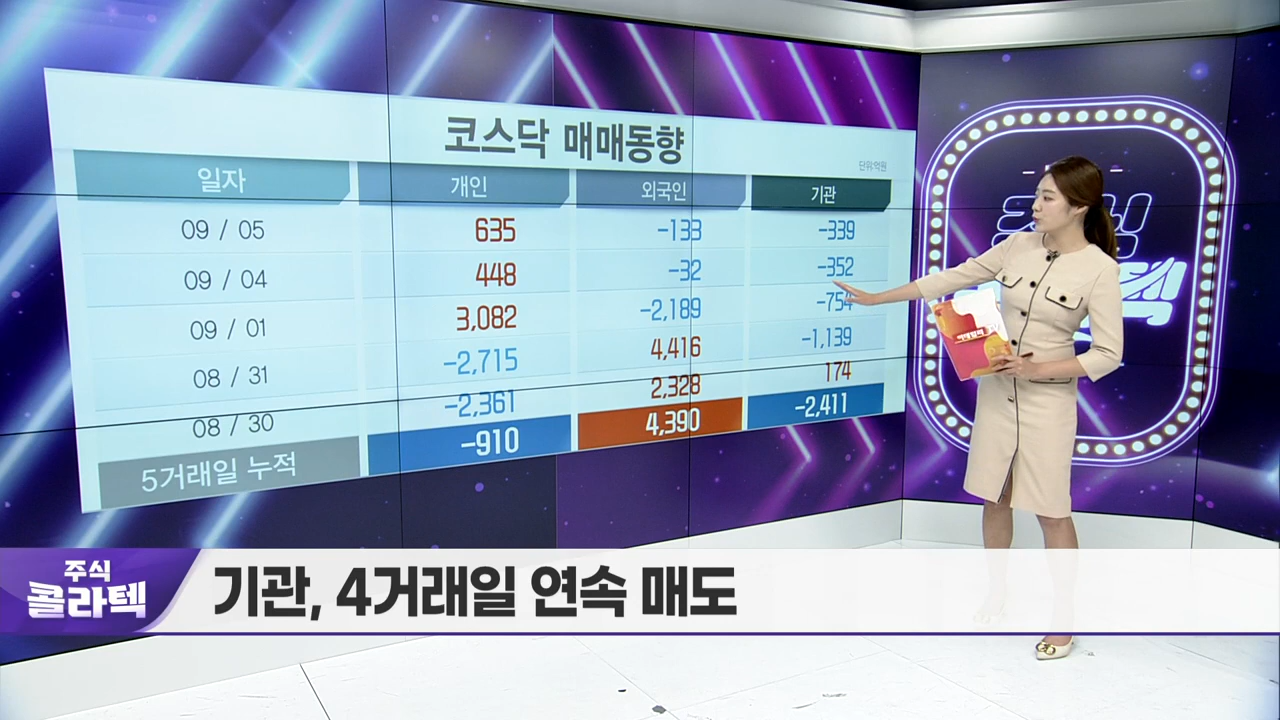 코스닥 매매동향
단위:억원
일자 개인 외국인 기관
09 / 05 635 -133 -339
09 / 04 448 -32 -352
09 / 01 3,082 -2,189 -754
08 / 31 -2,715 4,416 -1,139
08 / 30 -2,361 2,328 174
5거래일 누적 -910 4,390 -2,411
주식
콜라텍
기관, 4거래일 연속 매도